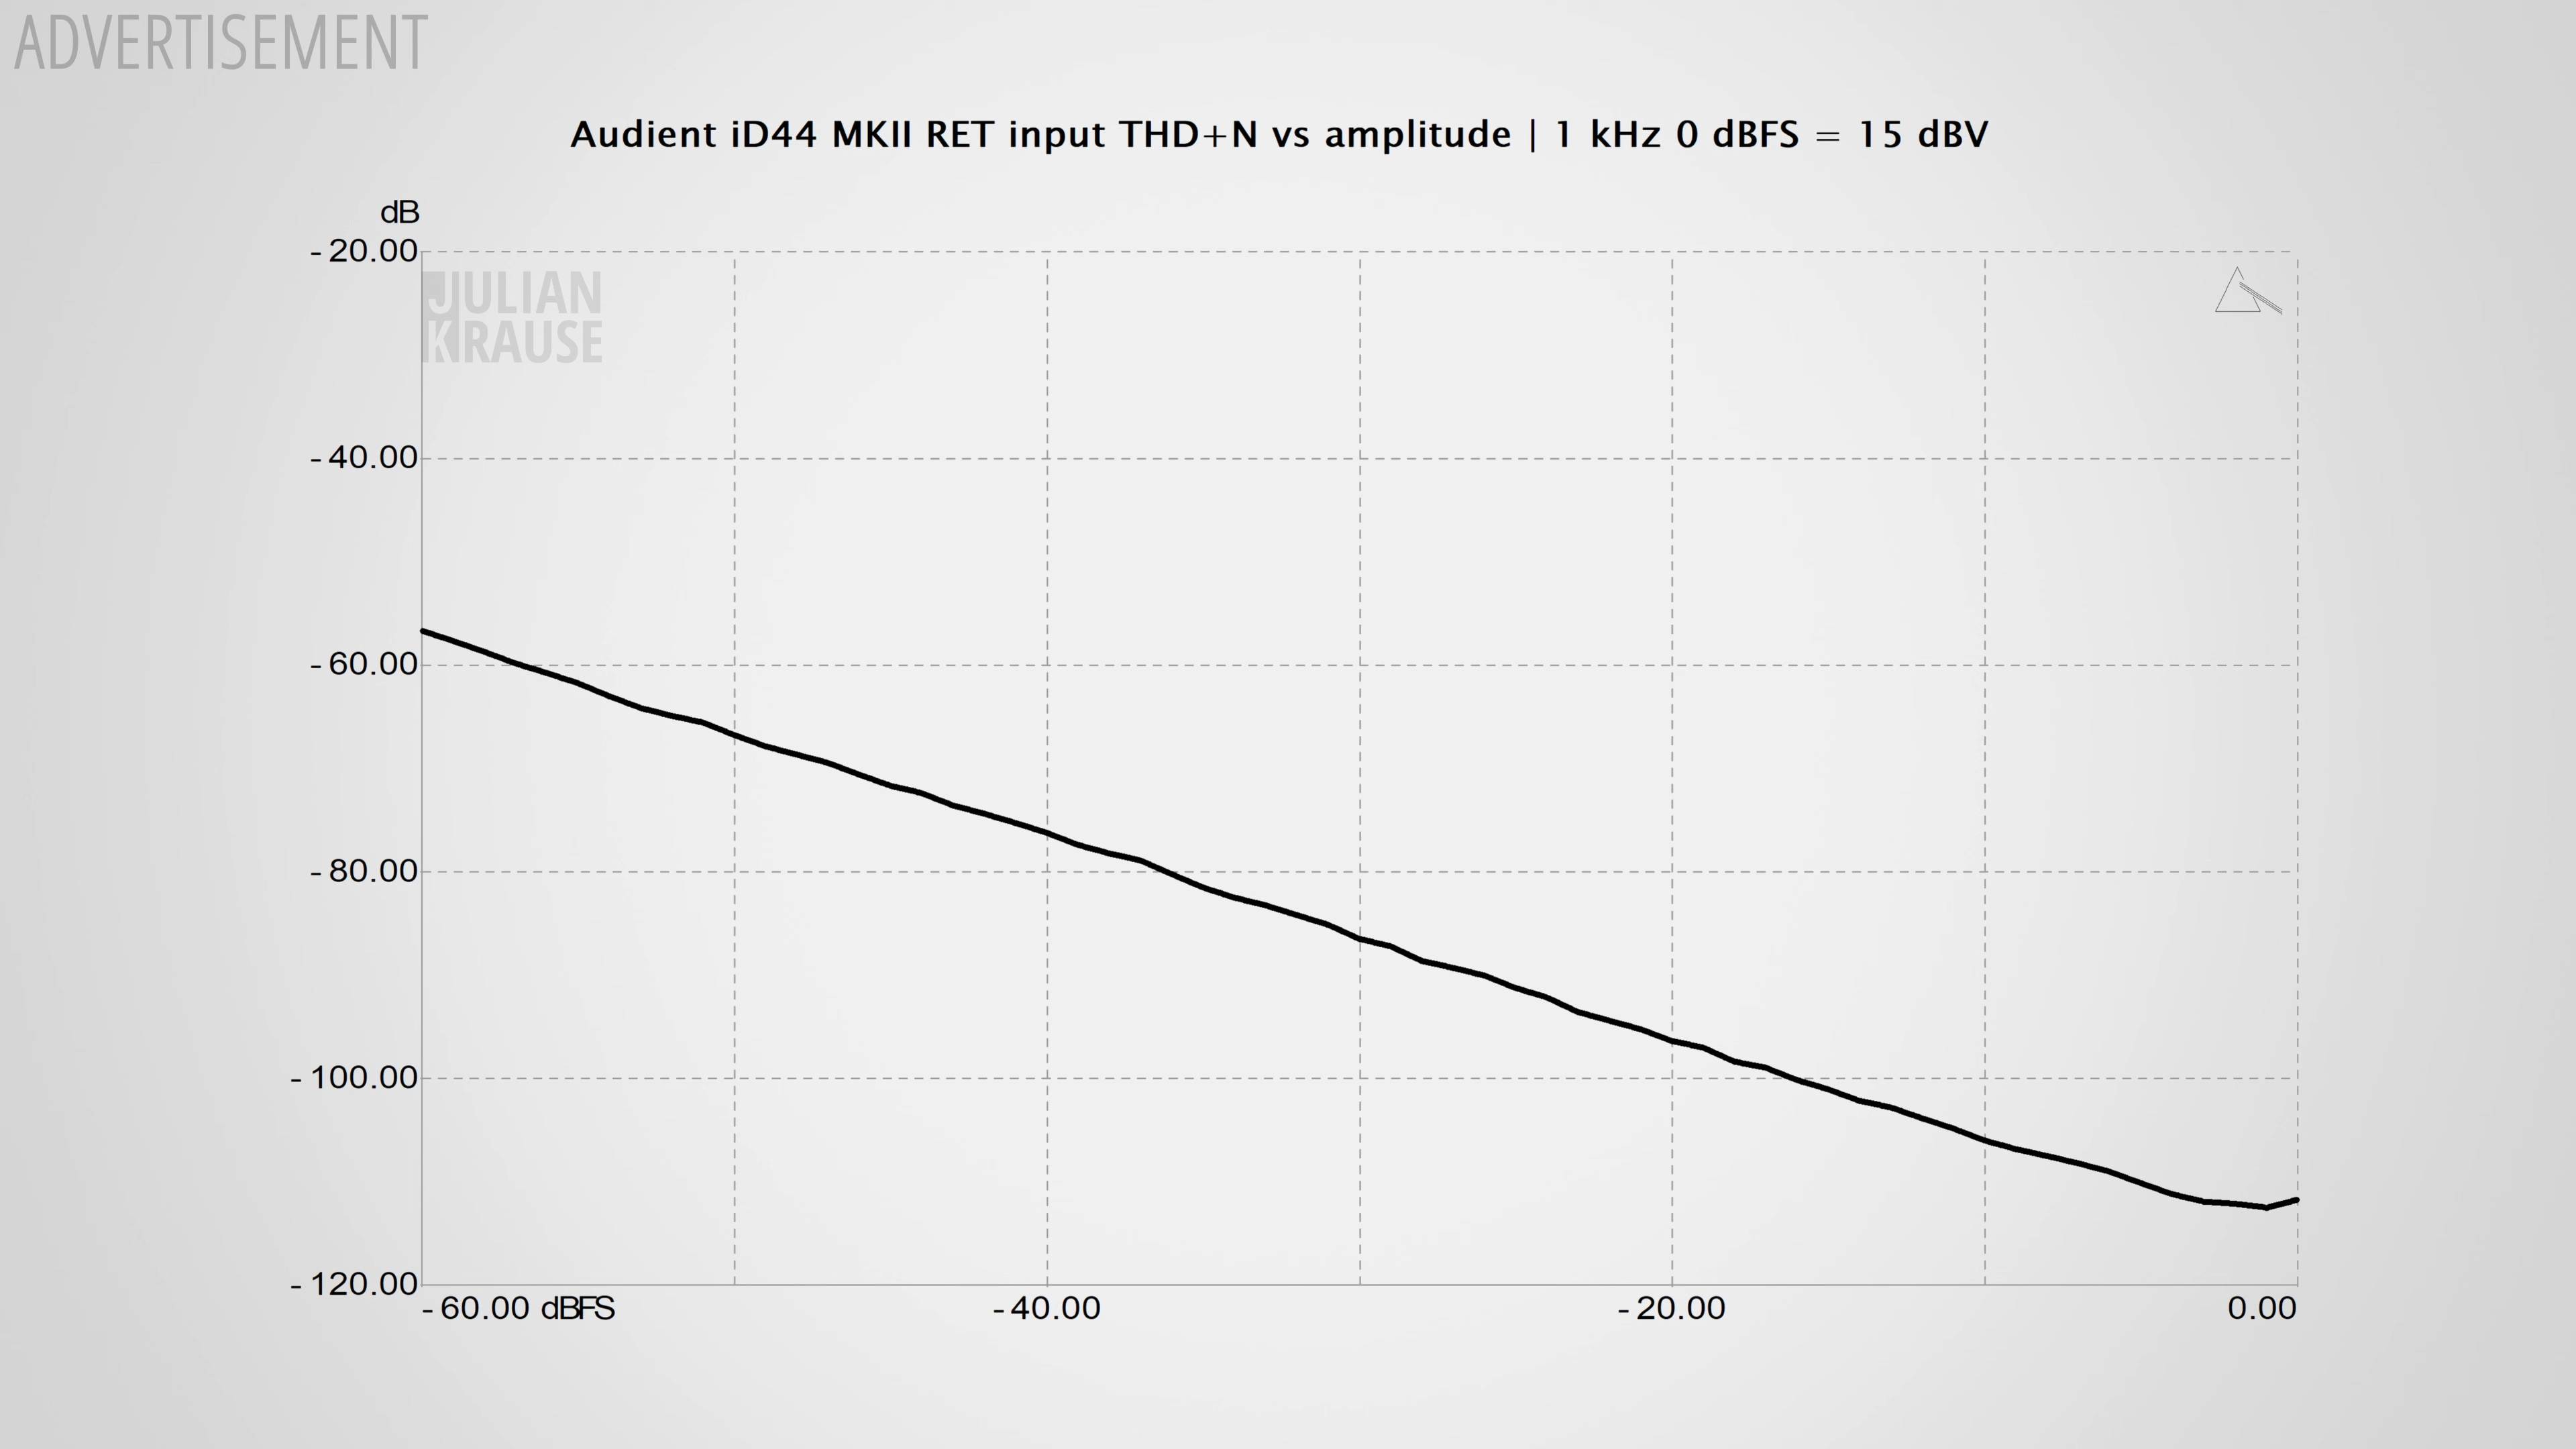 ADVERTISEMENT
Audient iD44 MKII RET input THD+N vs amplitude | 1 kHz 0 dBFS = 15 dBV
dB
-20.00
JULIAN
KRAUSE
-40.00
-60.00
-80.00
-100.00
-120.00
-60.00 dBFS -40.00 -20.00 0.00